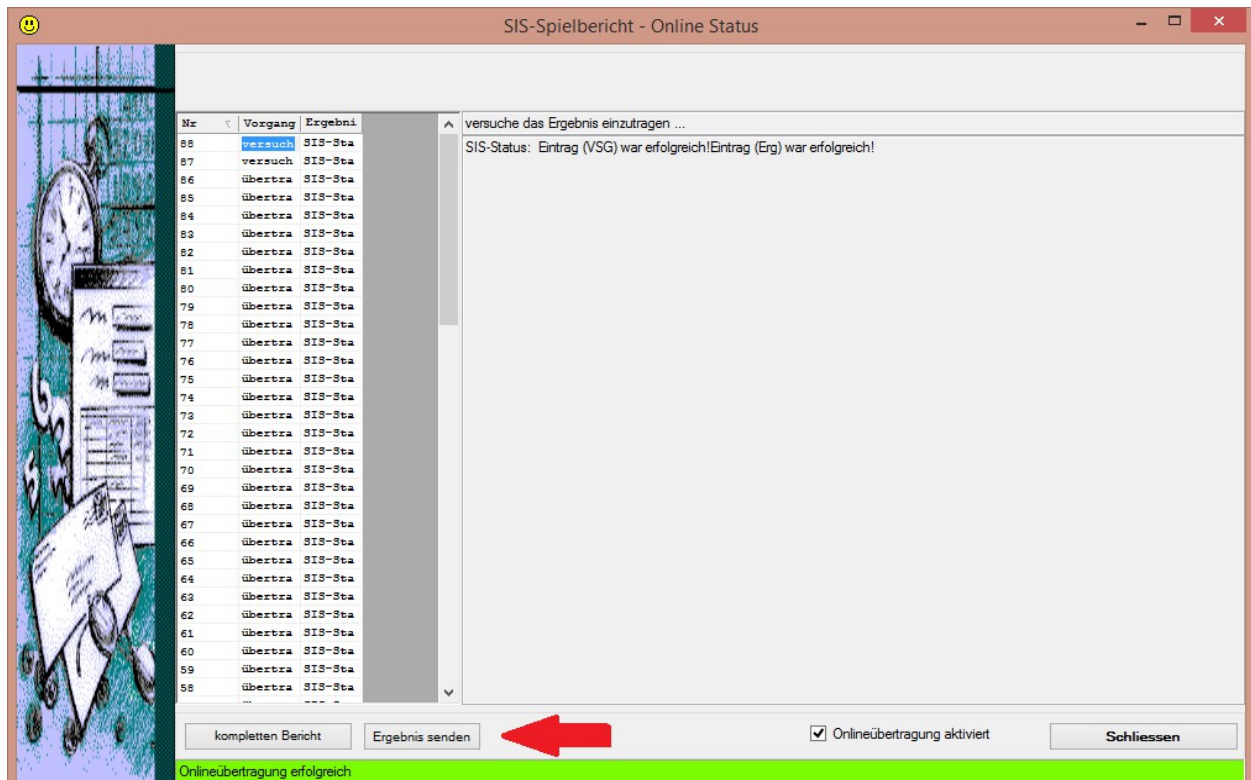 SIS-Spielbericht - Online Status
Nr Vorgang Ergebni
88 versuch SIS-Sta
87 versuch SIS-Sta
86 übertra SIS-Sta
85 übertra SIS-Sta
84 übertra SIS-Sta
83 übertra SIS-Sta
82 übertra SIS-Sta
81 übertra SIS-Sta
80 übertra SIS-Sta
79 übertra SIS-Sta
78 übertra SIS-Sta
77 übertra SIS-Sta
76 übertra SIS-Sta
75 übertra SIS-Sta
74 übertra SIS-Sta
73 übertra SIS-Sta
72 übertra SIS-Sta
71 übertra SIS-Sta
70 übertra SIS-Sta
69 übertra SIS-Sta
68 übertra SIS-Sta
67 übertra SIS-Sta
66 übertra SIS-Sta
65 übertra SIS-Sta
64 übertra SIS-Sta
63 übertra SIS-Sta
62 übertra SIS-Sta
61 übertra SIS-Sta
60 übertra SIS-Sta
59 übertra SIS-Sta
58 übertra SIS-Sta
versuche das Ergebnis einzutragen ...
SIS-Status: Eintrag (VSG) war erfolgreich!Eintrag (Erg) war erfolgreich!
kompletten Bericht
Ergebnis senden
Onlineübertragung aktiviert
Schliessen
Onlineübertragung erfolgreich